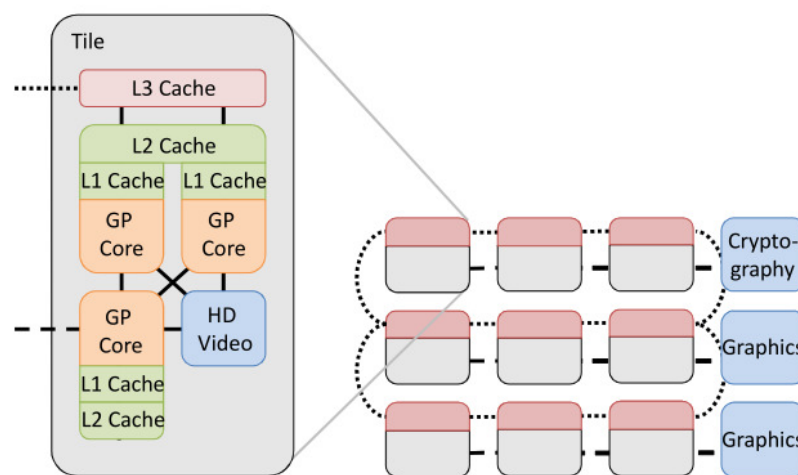 Tile
L3 Cache
L2 Cache
L1 Cache
L1 Cache
GP
Core
GP
Core
GP
Core
HD
Video
L1 Cache
L2 Cache
Crypto-
graphy
Graphics
Graphics